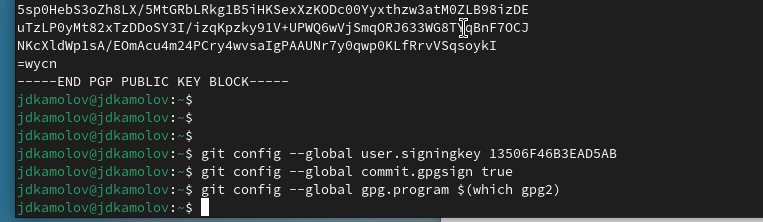 5sp0HebS3oZh8LX/5MtGRbLRkg1B5iHKSexXzKODc00Yyxthzw3atM0ZLB98izDE
uTzLP0yMt82xTzDDoSY3I/izqKpzky91V+UPWQ6wVjSmqORJ633WG8TYqBnF7OCJ
NKcXldWp1sA/EOmAcu4m24PCry4wvsaIgPAAUNr7y0qwp0KLfRrvVSqsoykI
=wycn
-----END PGP PUBLIC KEY BLOCK-----
jdkamolov@jdkamolov:~$
jdkamolov@jdkamolov:~$
jdkamolov@jdkamolov:~$
jdkamolov@jdkamolov:~$ git config --global user.signingkey 13506F46B3EAD5AB
jdkamolov@jdkamolov:~$ git config --global commit.gpgsign true
jdkamolov@jdkamolov:~$ git config --global gpg.program $(which gpg2)
jdkamolov@jdkamolov:~$